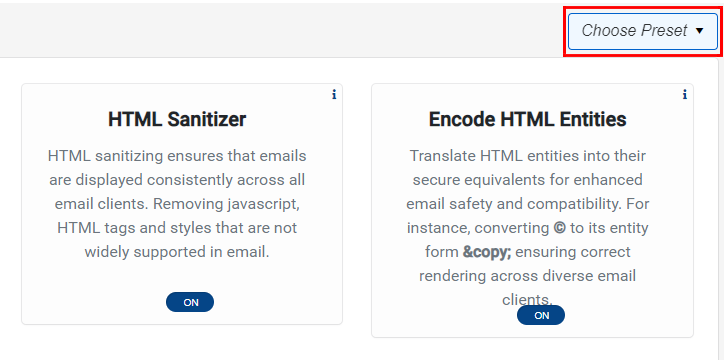 Choose Preset
HTML Sanitizer
HTML sanitizing ensures that emails
are displayed consistently across all
email clients. Removing javascript,
HTML tags and styles that are not
widely supported in email.
ON
Encode HTML Entities
Translate HTML entities into their
secure equivalents for enhanced
email safety and compatibility. For
instance, converting © to its entity
form &copy; ensuring correct
rendering across diverse email
clients.
ON